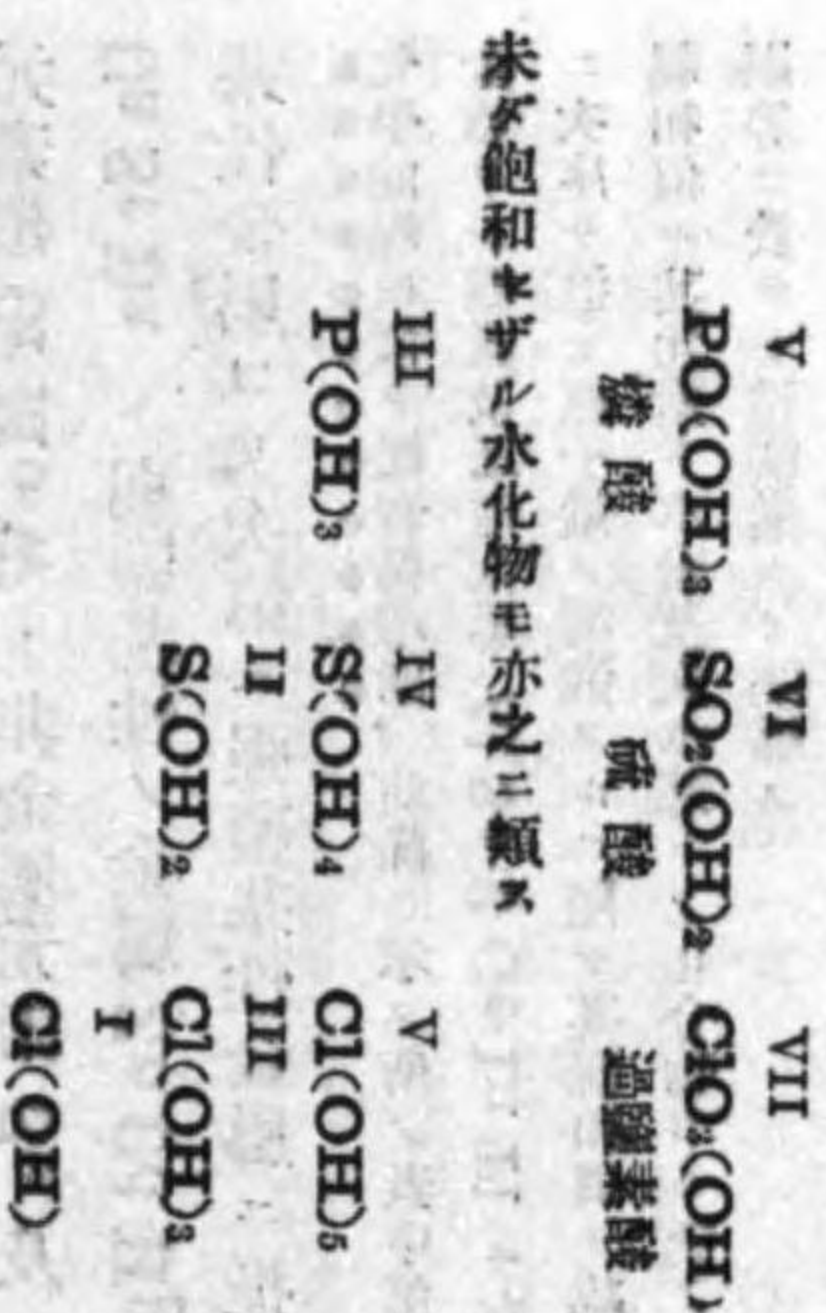 V VI VII
PO(OH)₃ SO₂(OH)₂ ClO₃(OH)
燐酸 硫酸 過鹽素酸
未ダ飽和セザル水化物モ亦之ニ類ス
III IV V
P(OH)₃ S(OH)₄ Cl(OH)₅
II III
S(OH)₂ Cl(OH)₃
I
Cl(OH)